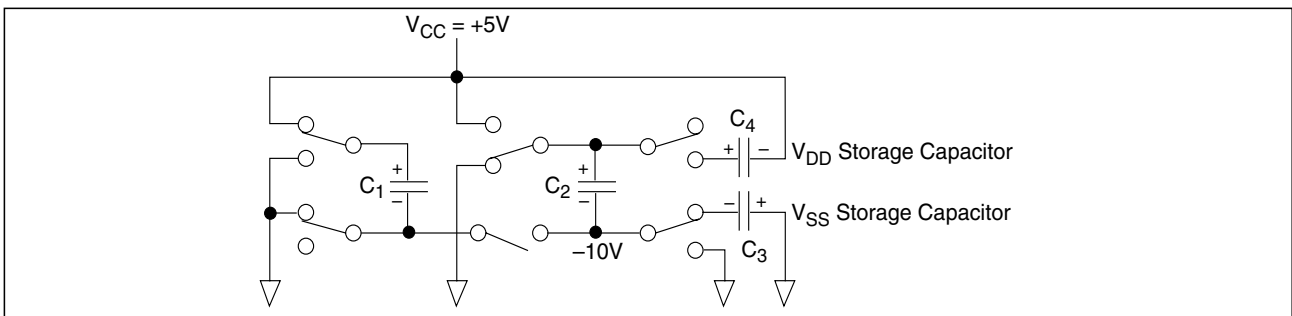 V_CC = +5V
C_4
+ −
V_DD Storage Capacitor
+
C_1
−
+
C_2
−
− +
V_SS Storage Capacitor
−10V
C_3